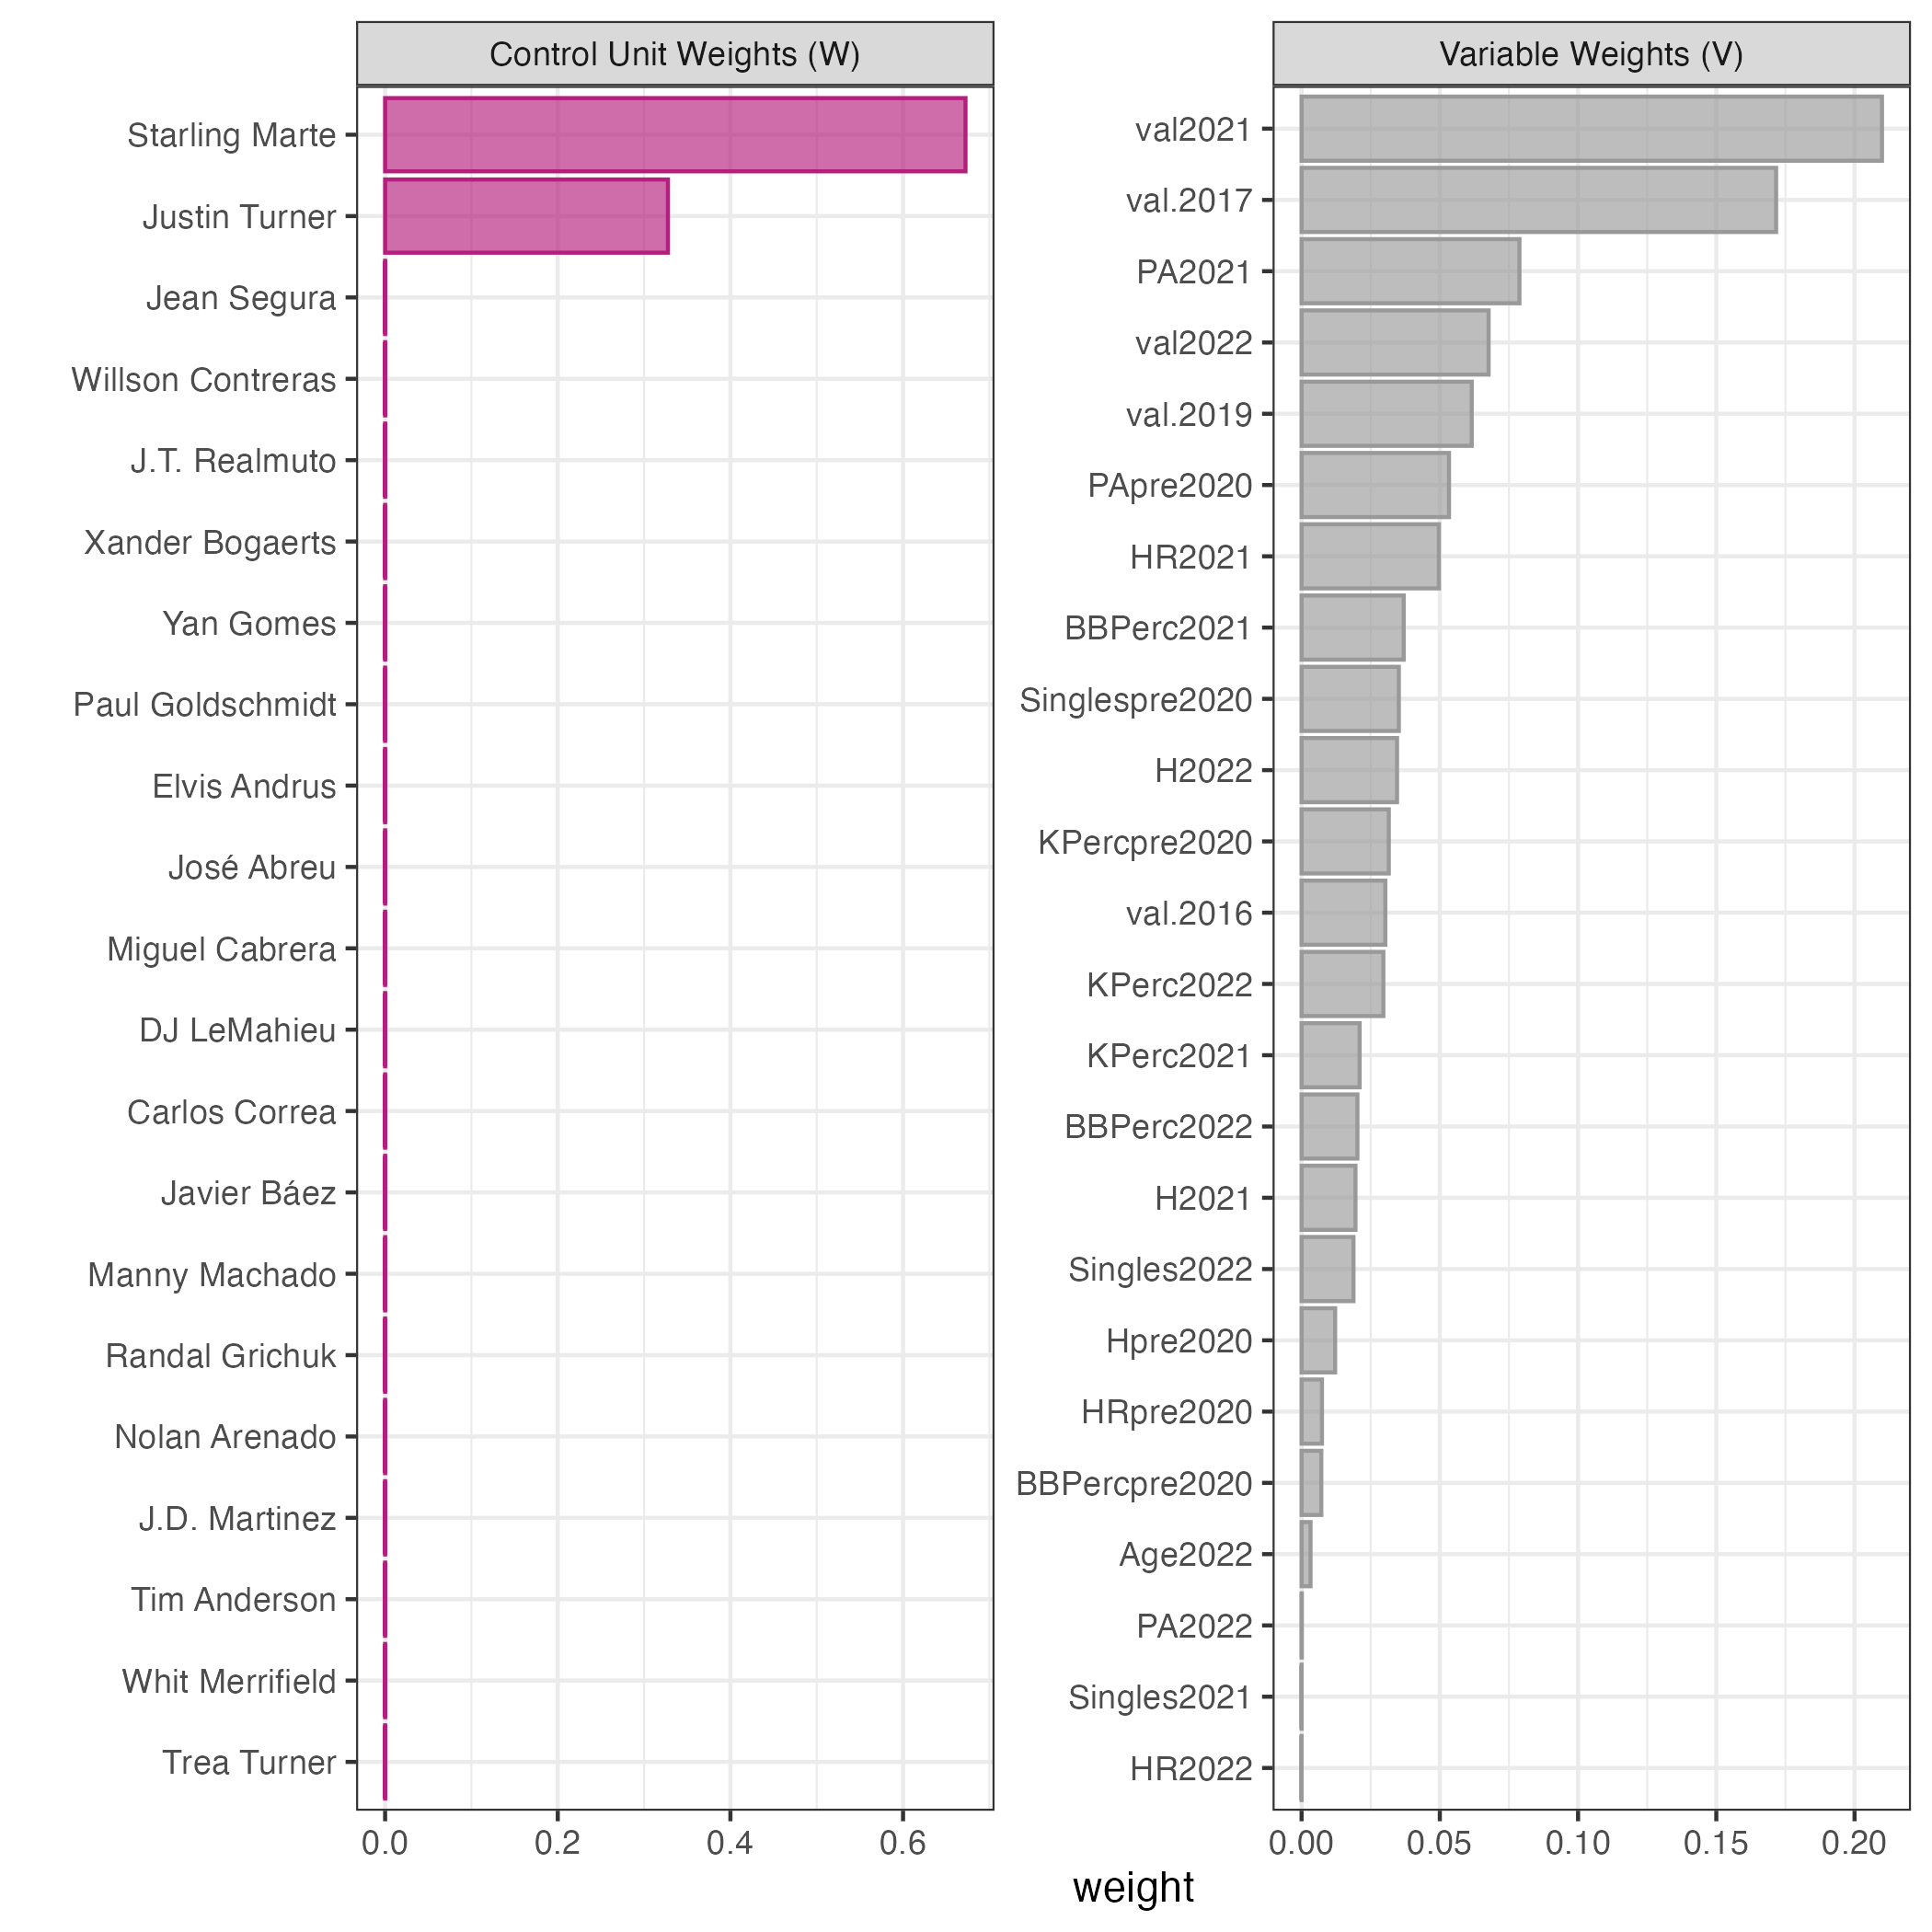 Control Unit Weights (W)
Starling Marte
Justin Turner
Jean Segura
Willson Contreras
J.T. Realmuto
Xander Bogaerts
Yan Gomes
Paul Goldschmidt
Elvis Andrus
José Abreu
Miguel Cabrera
DJ LeMahieu
Carlos Correa
Javier Báez
Manny Machado
Randal Grichuk
Nolan Arenado
J.D. Martinez
Tim Anderson
Whit Merrifield
Trea Turner
0.0 0.2 0.4 0.6
Variable Weights (V)
val2021
val.2017
PA2021
val2022
val.2019
PApre2020
HR2021
BBPerc2021
Singlespre2020
H2022
KPercpre2020
val.2016
KPerc2022
KPerc2021
BBPerc2022
H2021
Singles2022
Hpre2020
HRpre2020
BBPercpre2020
Age2022
PA2022
Singles2021
HR2022
0.00 0.05 0.10 0.15 0.20
weight